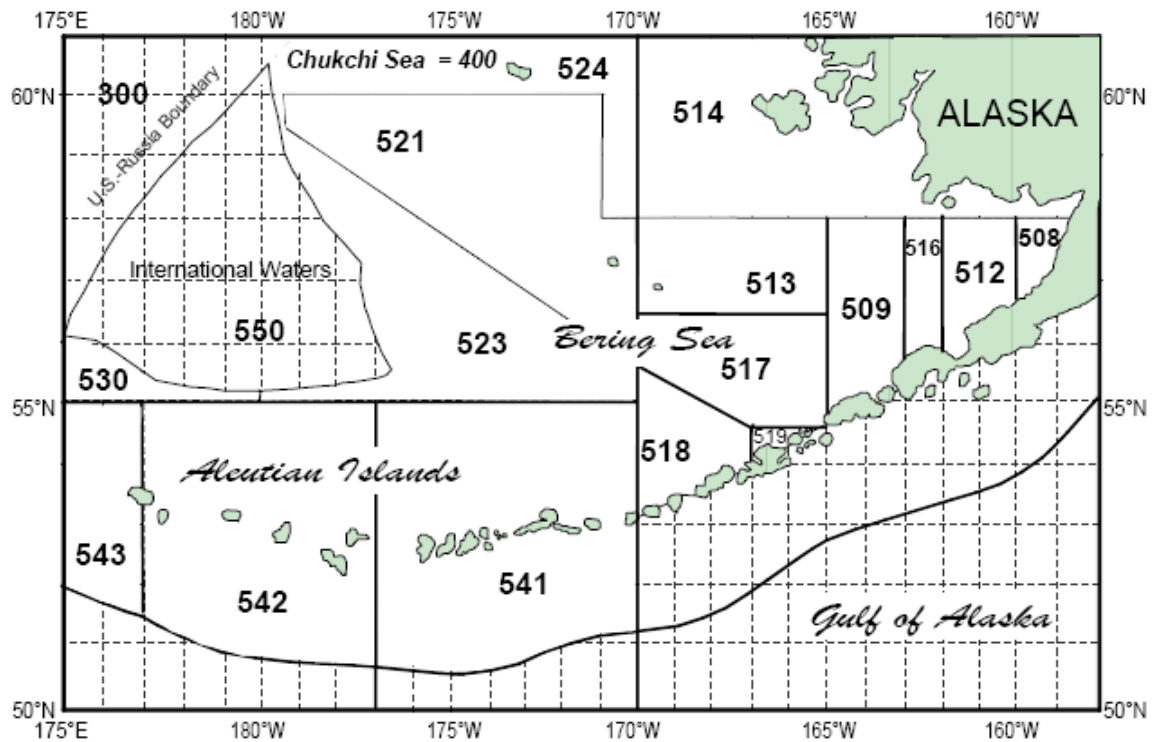 175°E 180°W 175°W 170°W 165°W 160°W
Chukchi Sea = 400
524
60°N 300 60°N
514
ALASKA
U.S.-Russia Boundary
521
508
516
International Waters
512
513
509
550
523
Bering Sea
517
530
55°N 55°N
519
518
Aleutian Islands
543
541
542
Gulf of Alaska
50°N 50°N
175°E 180°W 175°W 170°W 165°W 160°W